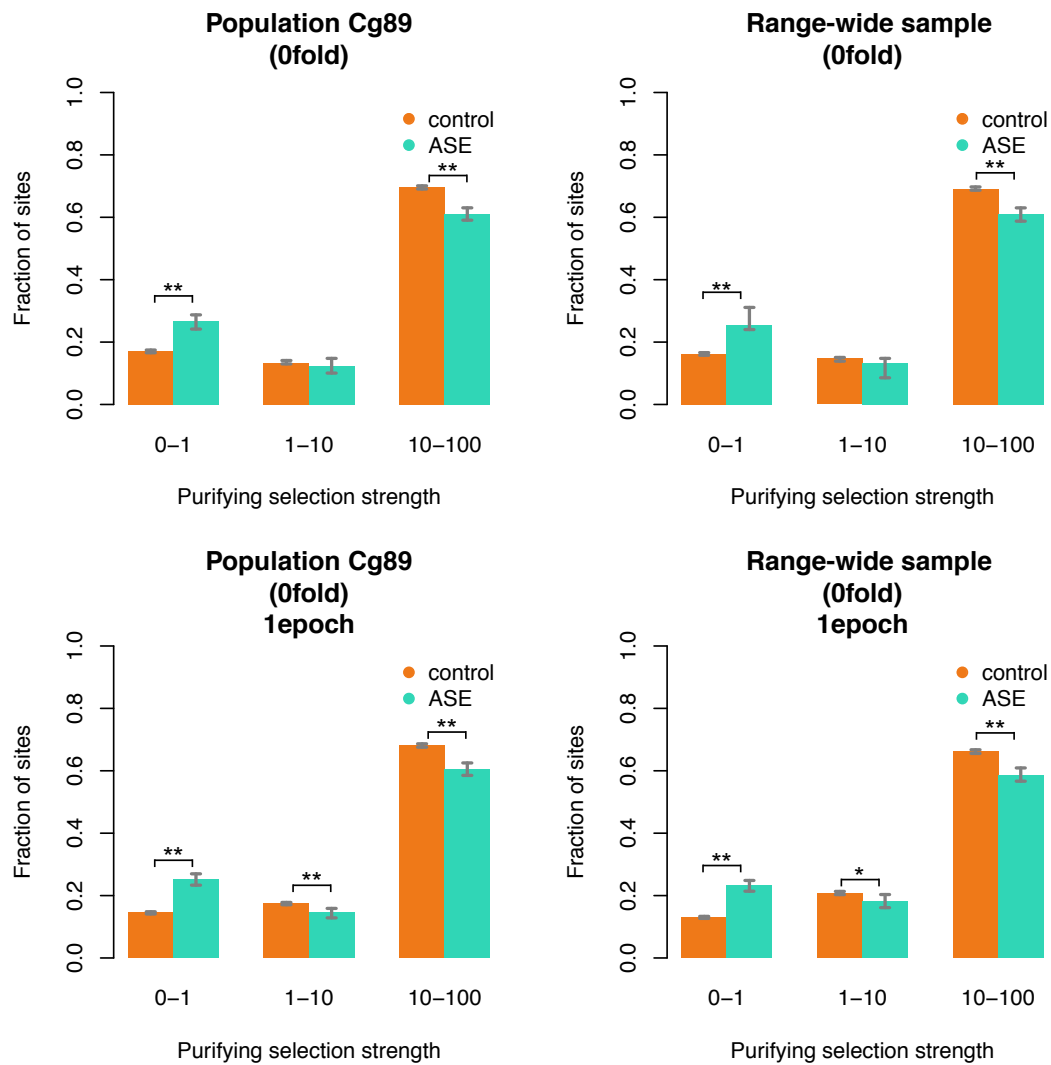 Population Cg89
(0fold)
Fraction of sites
1.0
0.8
0.6
0.4
0.2
0.0
control
ASE
**
**
0–1
1–10
10–100
Purifying selection strength
Range-wide sample
(0fold)
Fraction of sites
1.0
0.8
0.6
0.4
0.2
0.0
control
ASE
**
**
0–1
1–10
10–100
Purifying selection strength
Population Cg89
(0fold)
1epoch
Fraction of sites
1.0
0.8
0.6
0.4
0.2
0.0
control
ASE
**
**
**
0–1
1–10
10–100
Purifying selection strength
Range-wide sample
(0fold)
1epoch
Fraction of sites
1.0
0.8
0.6
0.4
0.2
0.0
control
ASE
**
**
*
0–1
1–10
10–100
Purifying selection strength